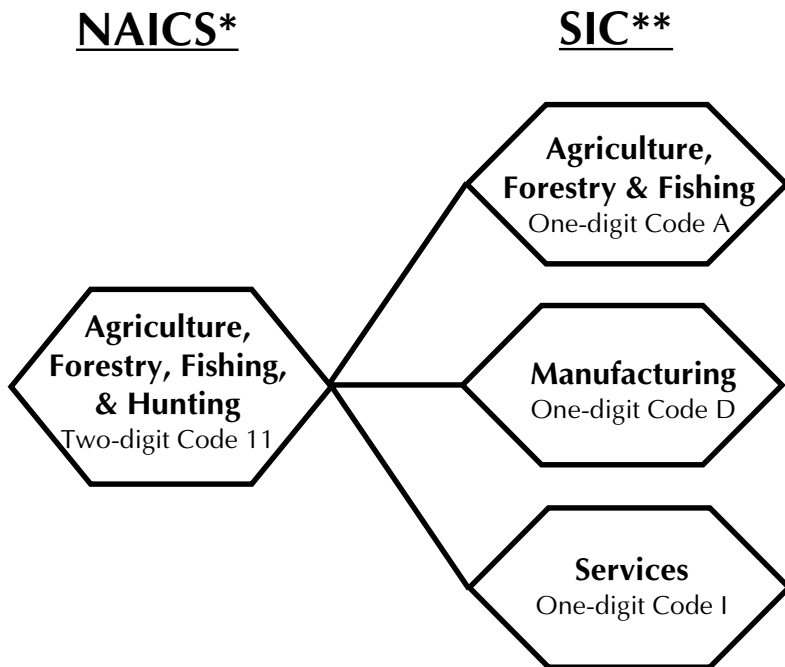 NAICS*
SIC**
Agriculture,
Forestry & Fishing
One-digit Code A
Agriculture,
Forestry, Fishing,
& Hunting
Two-digit Code 11
Manufacturing
One-digit Code D
Services
One-digit Code I